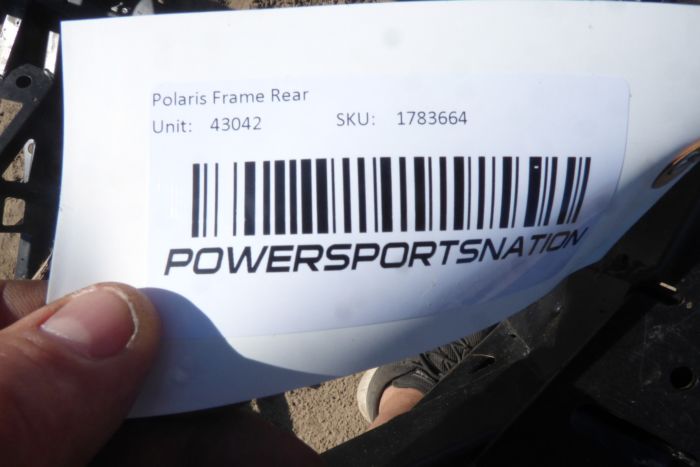 Polaris Frame Rear
Unit: 43042 SKU: 1783664
POWERSPORTSNATION